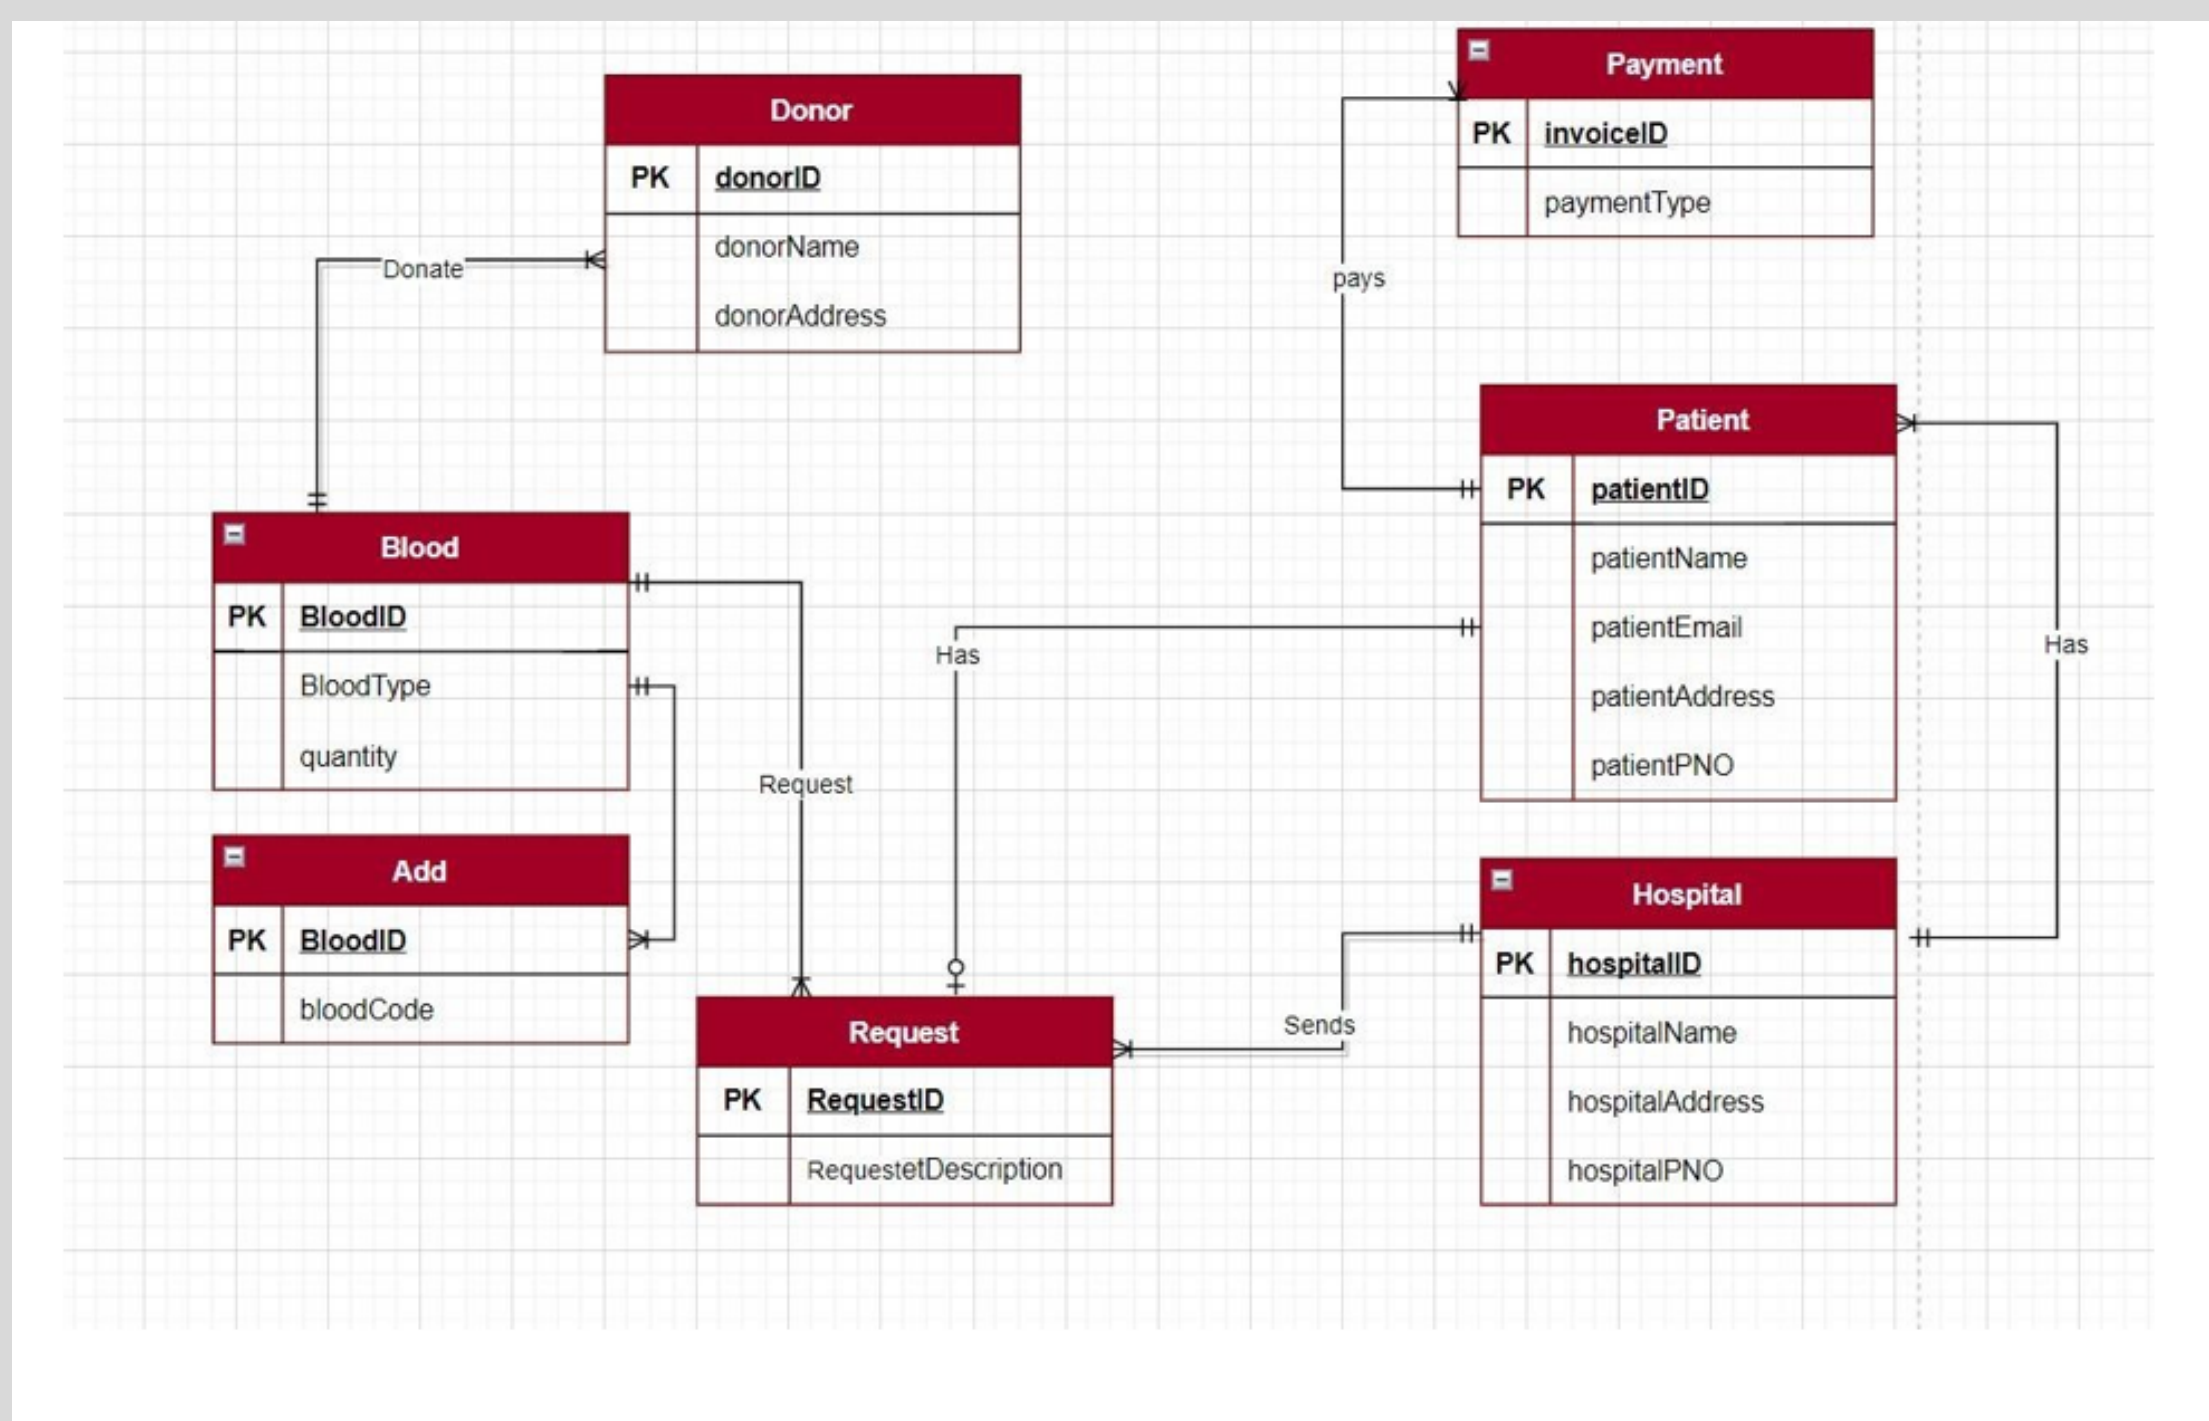 Donor
PK donorID
donorName
donorAddress
Donate
Payment
PK invoiceID
paymentType
pays
Patient
PK patientID
patientName
patientEmail
patientAddress
patientPNO
Has
Has
Blood
PK BloodID
BloodType
quantity
Request
Add
PK BloodID
bloodCode
Request
PK RequestID
RequestetDescription
Sends
Hospital
PK hospitalID
hospitalName
hospitalAddress
hospitalPNO